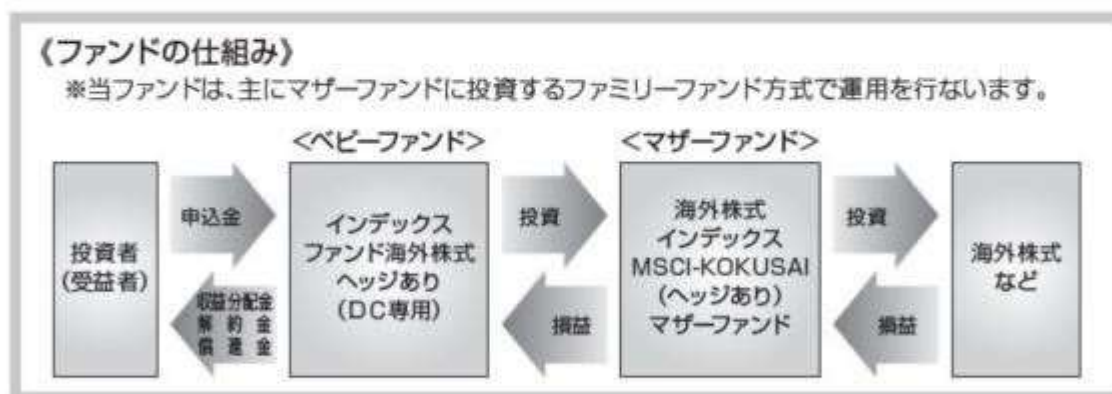 《ファンドの仕組み》
※当ファンドは、主にマザーファンドに投資するファミリーファンド方式で運用を行ないます。
<ベビーファンド>
<マザーファンド>
投資者
(受益者)
申込金
収益分配金
解約金
償還金
インデックス
ファンド海外株式
ヘッジあり
(DC専用)
投資
損益
海外株式
インデックス
MSCI-KOKUSAI
(ヘッジあり)
マザーファンド
投資
損益
海外株式
など